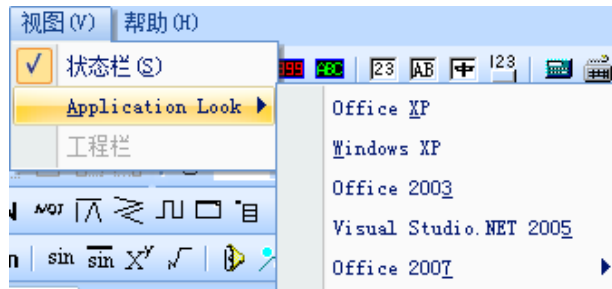 视图(V) 帮助(H)
状态栏(S)
Application Look
工程栏
Office XP
Windows XP
Office 2003
Visual Studio.NET 2005
Office 2007
999 ABC 23 AB 123
NOT
sin sin X^Y √